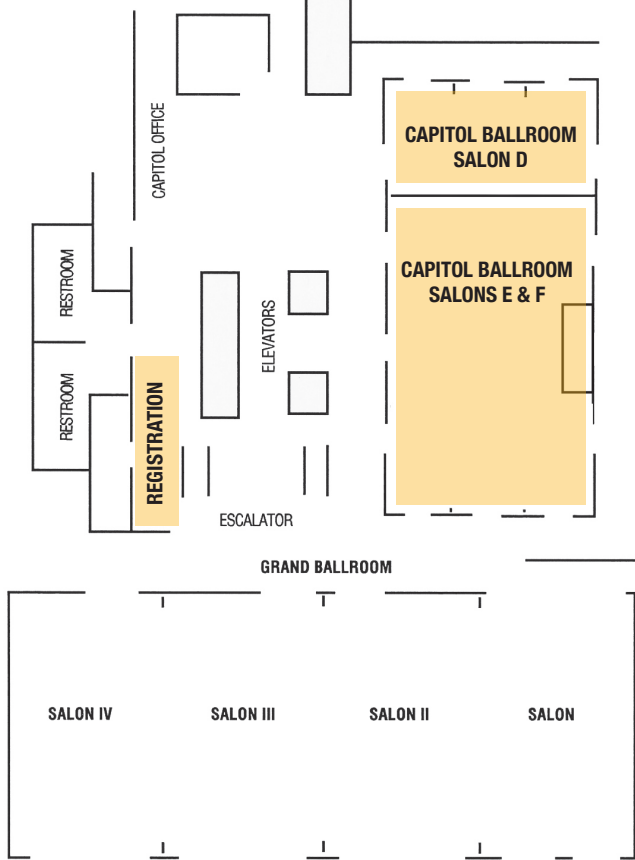 CAPITOL OFFICE
CAPITOL BALLROOM
SALON D
RESTROOM
CAPITOL BALLROOM
SALONS E & F
ELEVATORS
RESTROOM
REGISTRATION
ESCALATOR
GRAND BALLROOM
SALON IV
SALON III
SALON II
SALON